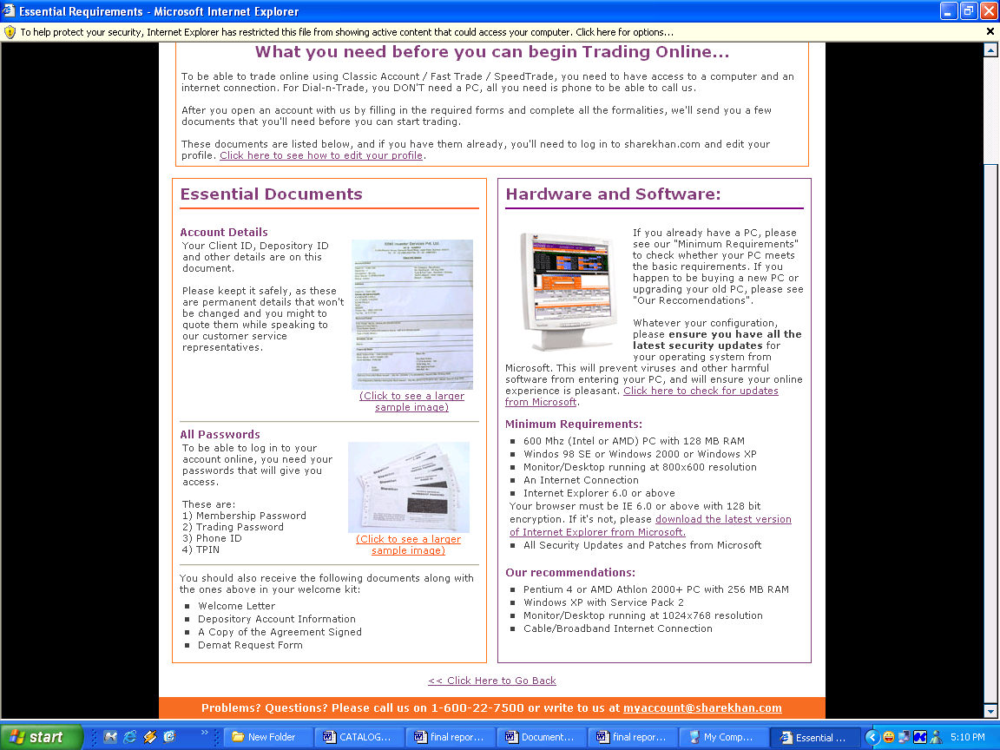 Essential Requirements - Microsoft Internet Explorer
To help protect your security, Internet Explorer has restricted this file from showing active content that could access your computer. Click here for options...
What you need before you can begin Trading Online...
To be able to trade online using Classic Account / Fast Trade / SpeedTrade, you need to have access to a computer and an
internet connection. For Dial-n-Trade, you DON'T need a PC, all you need is phone to be able to call us.
After you open an account with us by filling in the required forms and complete all the formalities, we'll send you a few
documents that you'll need before you can start trading.
These documents are listed below, and if you have them already, you'll need to log in to sharekhan.com and edit your
profile. Click here to see how to edit your profile.
Essential Documents
Account Details
Your Client ID, Depository ID
and other details are on this
document.
Please keept it safely, as these
are permanent details that won't
be changed and you might to
quote them while speaking to
our customer service
representatives.
(Click to see a larger
sample image)
All Passwords
To be able to log in to your
account online, you need your
passwords that will give you
access.
These are:
1) Membership Password
2) Trading Password
3) Phone ID
4) TPIN
(Click to see a larger
sample image)
You should also receive the following documents along with
the ones above in your welcome kit:
Welcome Letter
Depository Account Information
A Copy of the Agreement Signed
Demat Request Form
Hardware and Software:
If you already have a PC, please
see our "Minimum Requirements"
to check whether your PC meets
the basic requirements. If you
happen to be buying a new PC or
upgrading your old PC, please see
"Our Reccomendations".
Whatever your configuration,
please ensure you have all the
latest security updates for
your operating system from
Microsoft. This will prevent viruses and other harmful
software from entering your PC, and will ensure your online
experience is pleasant. Click here to check for updates
from Microsoft.
Minimum Requirements:
600 Mhz (Intel or AMD) PC with 128 MB RAM
Windos 98 SE or Windows 2000 or Windows XP
Monitor/Desktop running at 800x600 resolution
An Internet Connection
Internet Explorer 6.0 or above
Your browser must be IE 6.0 or above with 128 bit
encryption. If it's not, please download the latest version
of Internet Explorer from Microsoft.
All Security Updates and Patches from Microsoft
Our recommendations:
Pentium 4 or AMD Athlon 2000+ PC with 256 MB RAM
Windows XP with Service Pack 2
Monitor/Desktop running at 1024x768 resolution
Cable/Broadband Internet Connection
<< Click Here to Go Back
Problems? Questions? Please call us on 1-600-22-7500 or write to us at myaccount@sharekhan.com
start
New Folder
CATALOG...
final repor...
Document...
final repor...
My Comp...
Essential ...
5:10 PM